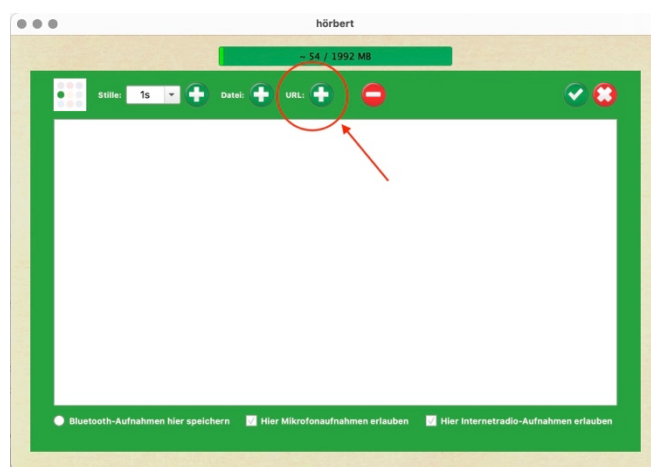 hörbert
~ 54 / 1992 MB
Stille: 1s Datei: URL:
Bluetooth-Aufnahmen hier speichern Hier Mikrofonaufnahmen erlauben Hier Internetradio-Aufnahmen erlauben